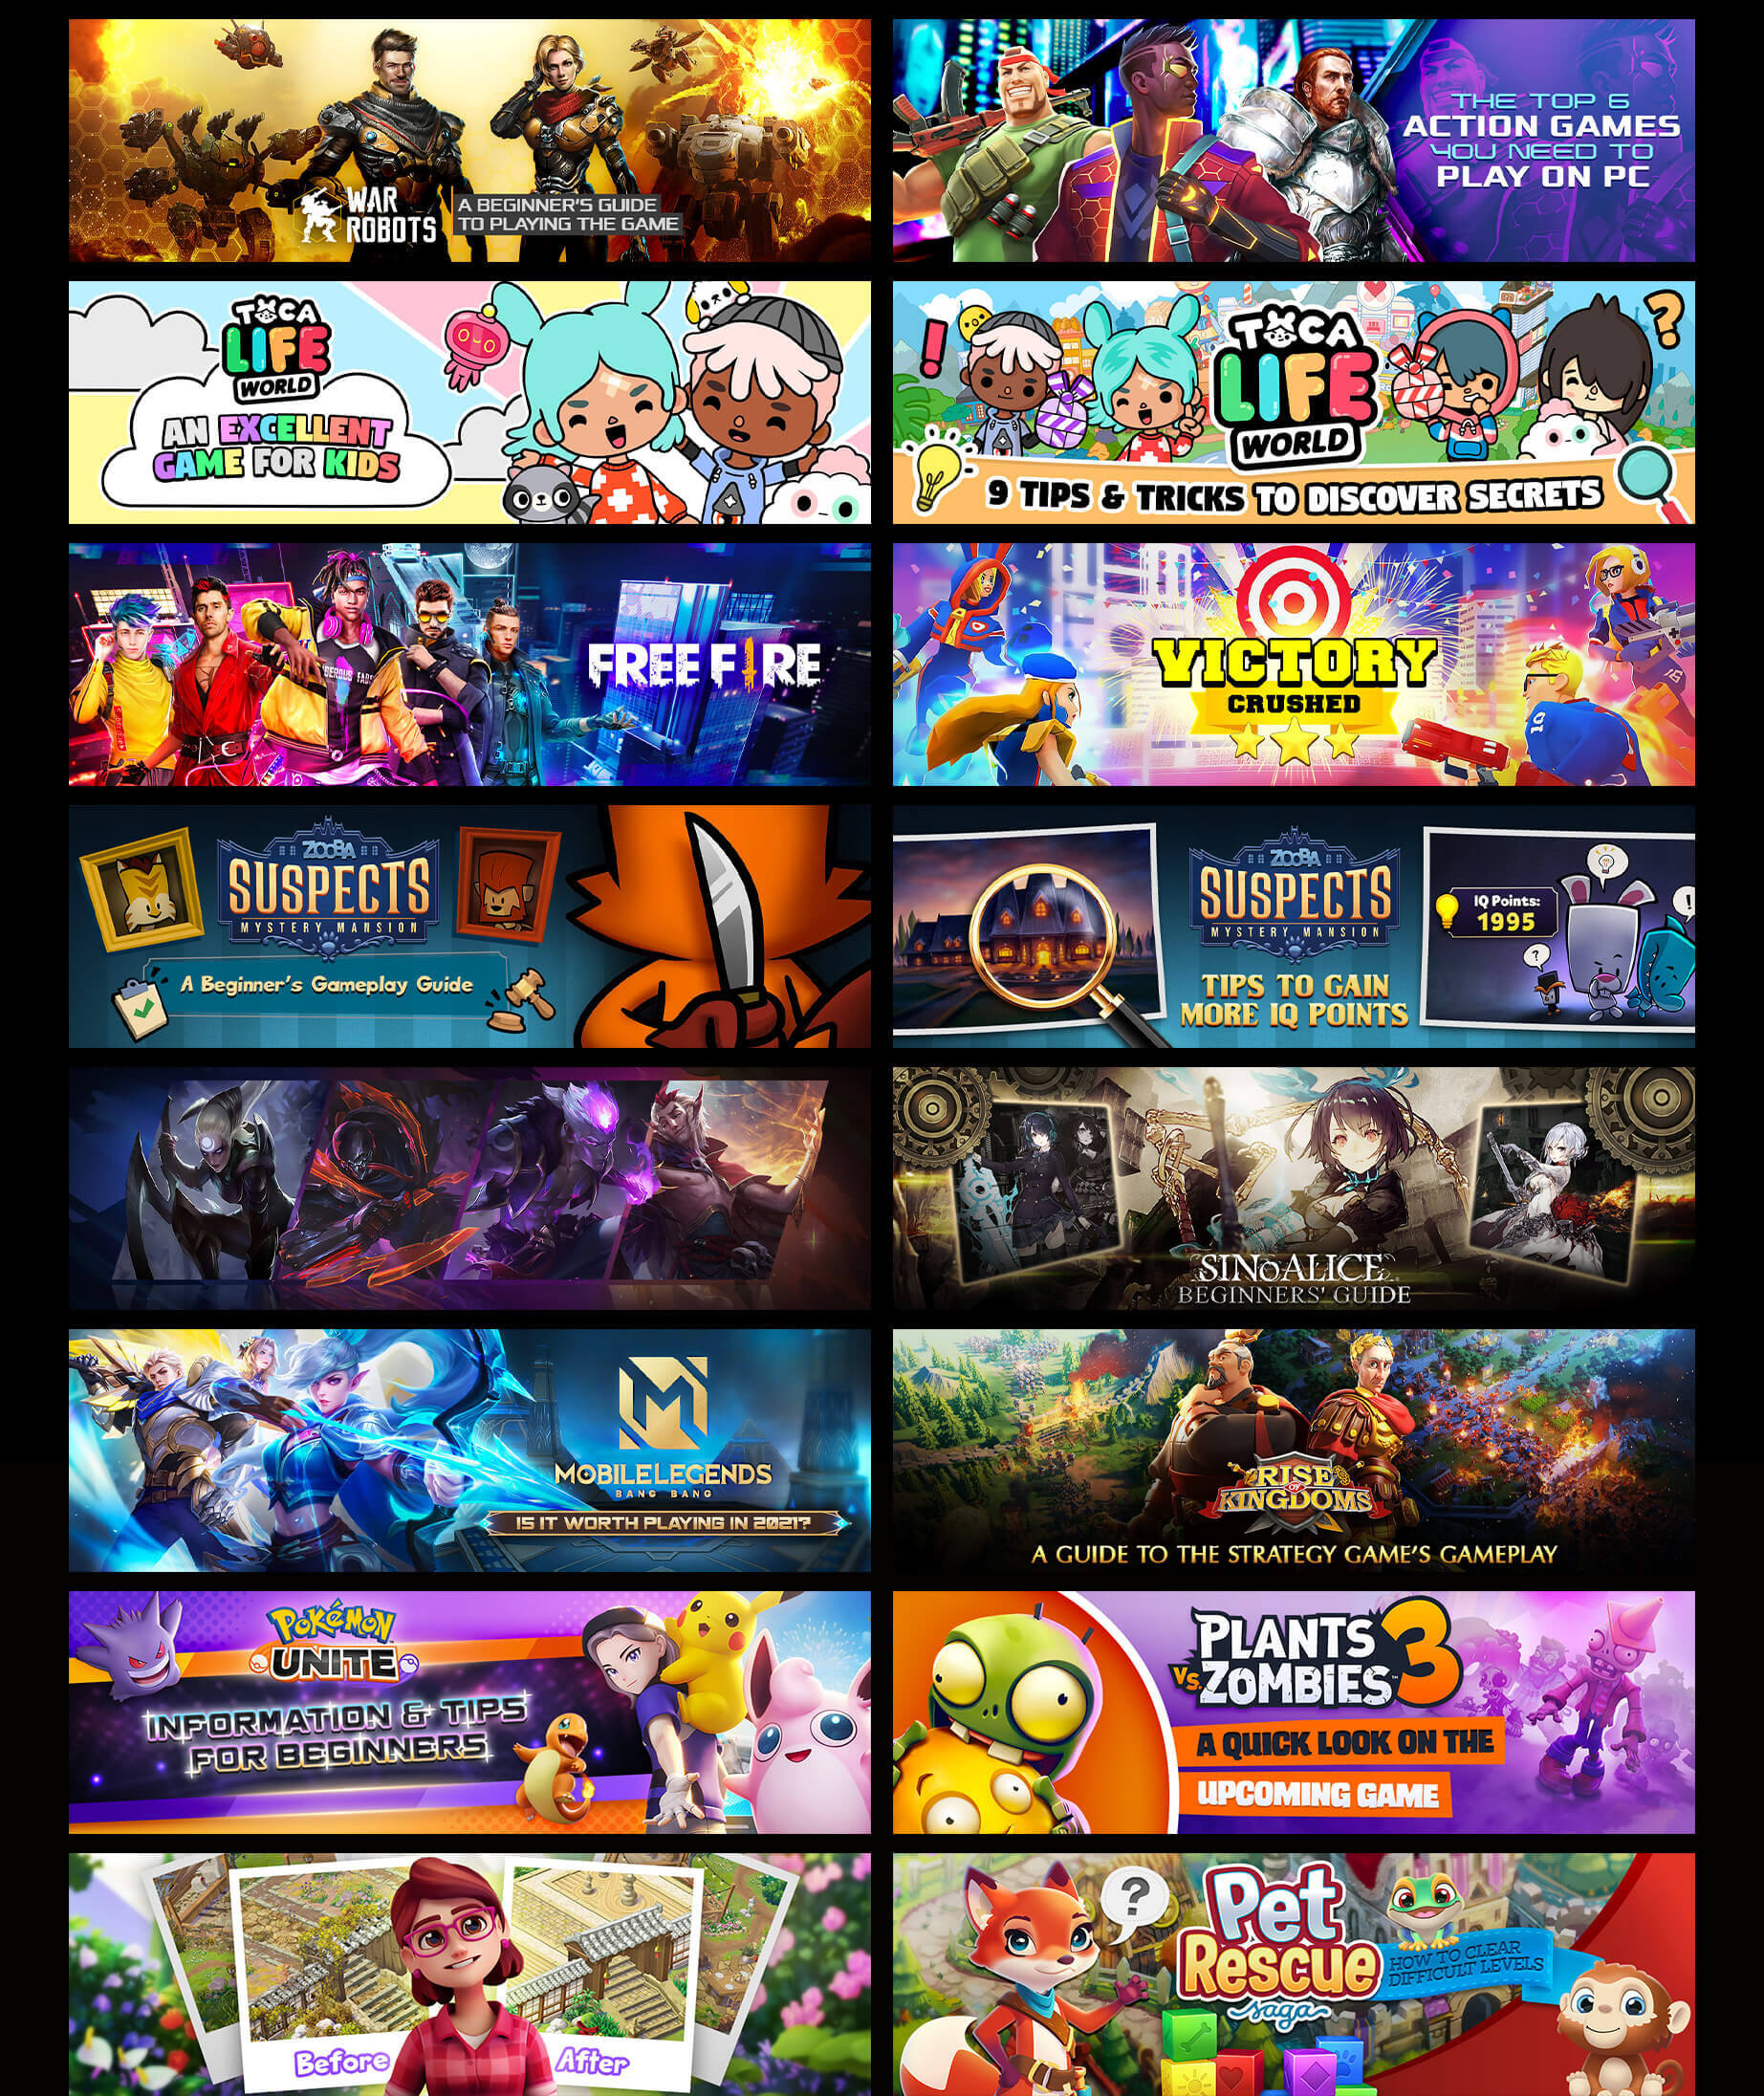 WAR
ROBOTS
A BEGINNER'S GUIDE
TO PLAYING THE GAME
THE TOP 6
ACTION GAMES
YOU NEED TO
PLAY ON PC
TOCA
LIFE
WORLD
AN EXCELLENT
GAME FOR KIDS
!
TOCA
LIFE
WORLD
?
9 TIPS & TRICKS TO DISCOVER SECRETS
FREE FIRE
VICTORY
CRUSHED
10
ZOOBA
SUSPECTS
MYSTERY MANSION
A Beginner's Gameplay Guide
ZOOBA
SUSPECTS
MYSTERY MANSION
TIPS TO GAIN
MORE IQ POINTS
IQ Points:
1995
?
!
SINoALICE
BEGINNERS' GUIDE
MOBILE LEGENDS
BANG BANG
IS IT WORTH PLAYING IN 2021?
RISE
OF
KINGDOMS
A GUIDE TO THE STRATEGY GAME'S GAMEPLAY
POKéMON
UNITE
INFORMATION & TIPS
FOR BEGINNERS
PLANTS
VS.
ZOMBIES
3
A QUICK LOOK ON THE
UPCOMING GAME
Before
After
?
Pet
Rescue
saga
HOW TO CLEAR
DIFFICULT LEVELS